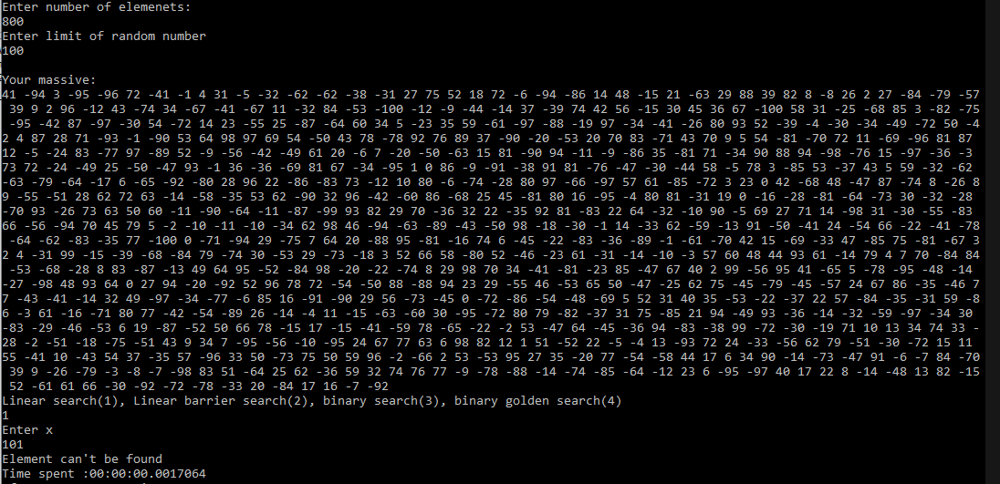 Enter number of elemenets:
800
Enter limit of random number
100
Your massive:
41 -94 3 -95 -96 72 -41 -1 4 31 -5 -32 -62 -62 -38 -31 27 75 52 18 72 -6 -94 -86 14 48 -15 21 -63 29 88 39 82 8 -8 26 2 27 -84 -79 -57
39 9 2 96 -12 43 -74 34 -67 -41 -67 11 -32 84 -53 -100 -12 -9 -44 -14 37 -39 74 42 56 -15 30 45 36 67 -100 58 31 -25 -68 85 3 -82 -75
-95 -42 87 -97 -30 54 -72 14 23 -55 25 -87 -64 60 34 5 -23 35 59 -61 -97 -88 -19 97 -34 -41 -26 80 93 52 -39 -4 -30 -34 -49 -72 50 -4
2 4 87 28 71 -93 -1 -90 53 64 98 97 69 54 -50 43 78 -78 92 76 89 37 -90 -20 -53 20 70 83 -71 43 70 9 5 54 -81 -70 72 11 -69 -96 81 87
12 -5 -24 83 -77 97 -89 52 -9 -56 -42 -49 61 20 -6 7 -20 -50 -63 15 81 -90 94 -11 -9 -86 35 -81 71 -34 90 88 94 -98 -76 15 -97 -36 -3
73 72 -24 -49 25 -50 -47 93 -1 36 -36 69 81 67 -34 -95 1 0 86 -9 -91 -38 91 81 -76 -47 -30 -44 58 -5 78 3 -85 53 -37 43 5 59 -32 -62
-63 -79 -64 -17 6 -65 -92 -80 28 96 22 -86 -83 73 -12 10 80 -6 -74 -28 80 97 -66 -97 57 61 -85 -72 3 23 0 42 -68 48 -47 87 -74 8 -26 8
9 -55 -51 28 62 72 63 -14 -58 -35 53 62 -90 32 96 -42 -60 86 -68 25 45 -81 80 16 -95 -4 80 81 -31 19 0 -16 -28 -81 -64 -73 30 -32 -28
-70 93 -26 73 63 50 60 -11 -90 -64 -11 -87 -99 93 82 29 70 -36 32 22 -35 92 81 -83 22 64 -32 -10 90 -5 69 27 71 14 -98 31 -30 -55 -83
66 -56 -94 70 45 79 5 -2 -10 -11 -10 -34 62 98 46 -94 -63 -89 -43 -50 98 -18 -30 -1 14 -33 62 -59 -13 91 -50 -41 24 -54 66 -22 -41 -78
-64 -62 -83 -35 77 -100 0 -71 -94 29 -75 7 64 20 -88 95 -81 -16 74 6 -45 -22 -83 -36 -89 -1 -61 -70 42 15 -69 -33 47 -85 75 -81 -67 3
2 4 -31 99 -15 -39 -68 -84 79 -74 30 -53 29 -73 -18 3 52 66 58 -80 52 -46 -23 61 -31 -14 -10 -3 57 60 48 44 93 61 -14 79 4 7 70 -84 84
-53 -68 -28 8 83 -87 -13 49 64 95 -52 -84 98 -20 -22 -74 8 29 98 70 34 -41 -81 -23 85 -47 67 40 2 99 -56 95 41 -65 5 -78 -95 -48 -14
-27 -98 48 93 64 0 27 94 -20 -92 52 96 78 72 -54 -50 88 -88 94 23 29 -55 46 -53 65 50 -47 -25 62 75 -45 -79 -45 -57 24 67 86 -35 -46 7
7 -43 -41 -14 32 49 -97 -34 -77 -6 85 16 -91 -90 29 56 -73 -45 0 -72 -86 -54 -48 -69 5 52 31 40 35 -53 -22 -37 22 57 -84 -35 -31 59 -8
6 -3 61 -16 -71 80 77 -42 -54 -89 26 -14 -4 11 -15 -63 -60 30 -95 -72 80 79 -82 -37 31 75 -85 21 94 -49 93 -36 -14 -32 -59 -97 -34 30
-83 -29 -46 -53 6 19 -87 -52 50 66 78 -15 17 -15 -41 -59 78 -65 -22 -2 53 -47 64 -45 -36 94 -83 -38 99 -72 -30 -19 71 10 13 34 74 33 -
28 -2 -51 -18 -75 -51 43 9 34 7 -95 -56 -10 -95 24 67 77 63 6 98 82 12 1 51 -52 22 -5 -4 13 -93 72 24 -33 -56 62 79 -51 -30 -72 15 11
55 -41 10 -43 54 37 -35 57 -96 33 50 -73 75 50 59 96 -2 -66 2 53 -53 95 27 35 -20 77 -54 -58 44 17 6 34 90 -14 -73 -47 91 -6 -7 84 -70
39 9 -26 -79 -3 -8 -7 -98 83 51 -64 25 62 -36 59 32 74 76 77 -9 -78 -88 -14 -74 -85 -64 -12 23 6 -95 -97 40 17 22 8 -14 -48 13 82 -15
52 -61 61 66 -30 -92 -72 -78 -33 20 -84 17 16 -7 -92
Linear search(1), Linear barrier search(2), binary search(3), binary golden search(4)
1
Enter x
101
Element can't be found
Time spent :00:00:00.0017064